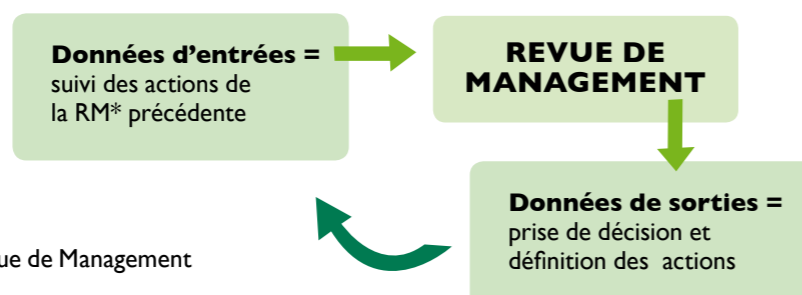 Données d'entrées =
suivi des actions de
la RM* précédente
REVUE DE
MANAGEMENT
Données de sorties =
prise de décision et
définition des actions
ue de Management